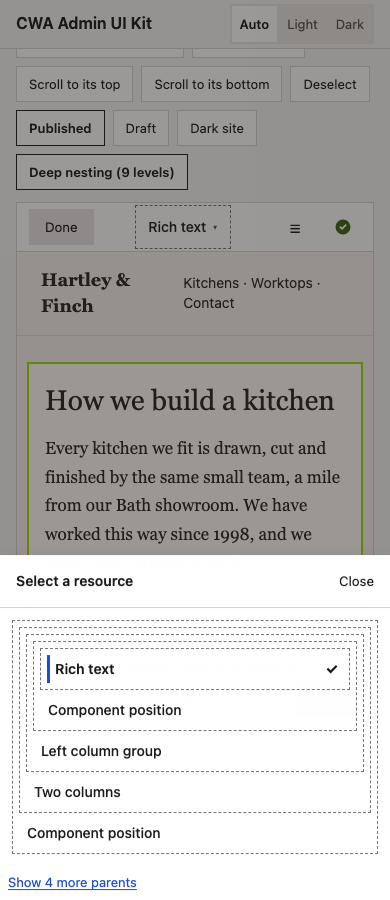 CWA Admin UI Kit
Auto Light Dark
Scroll to its top Scroll to its bottom Deselect
Published Draft Dark site
Deep nesting (9 levels)
Done Rich text
Hartley &
Finch
Kitchens · Worktops ·
Contact
How we build a kitchen
Every kitchen we fit is drawn, cut and
finished by the same small team, a mile
from our Bath showroom. We have
worked this way since 1998, and we
Select a resource Close
Rich text
Component position
Left column group
Two columns
Component position
Show 4 more parents